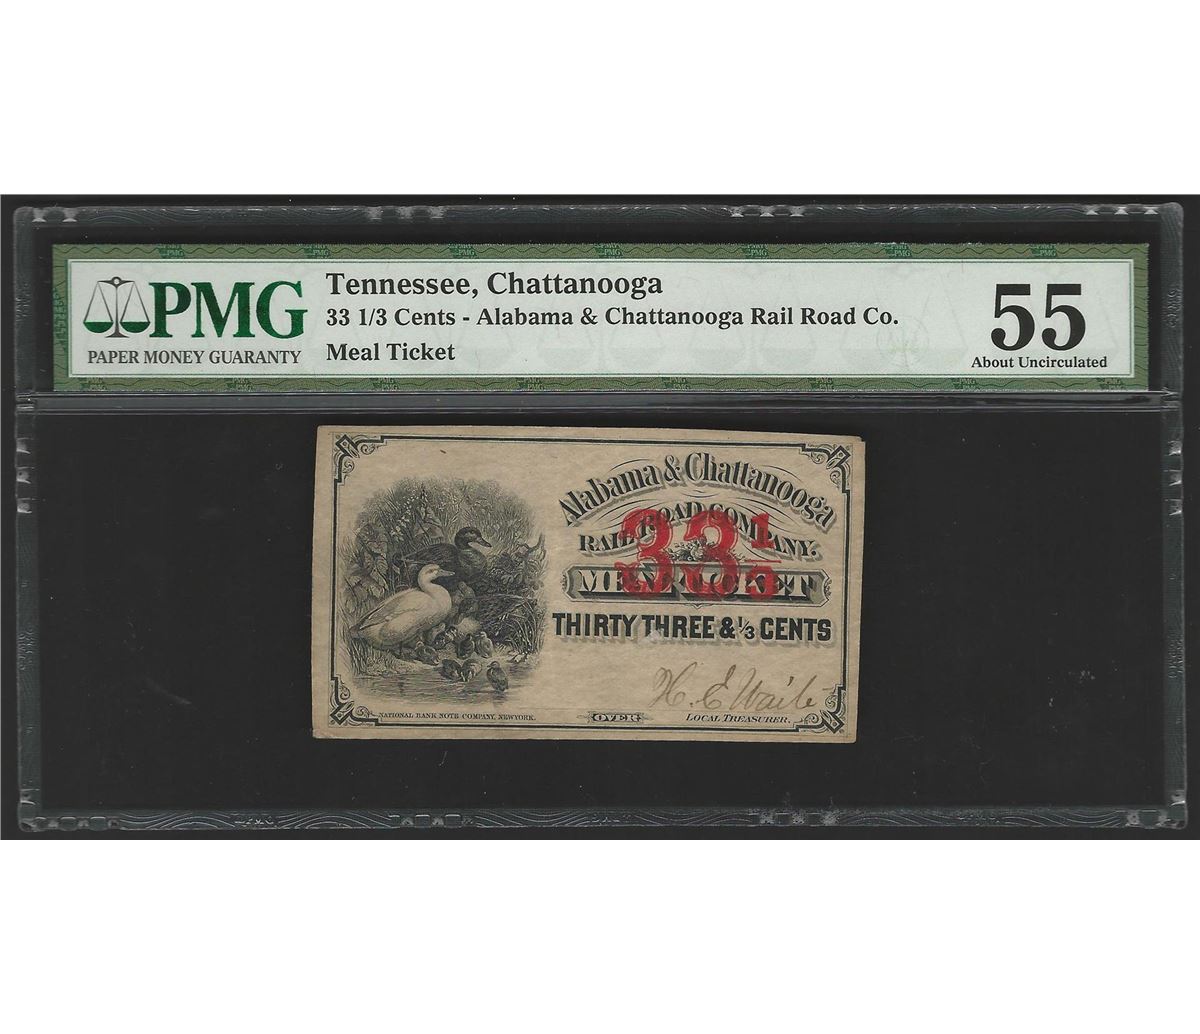 PMG
PAPER MONEY GUARANTY
Tennessee, Chattanooga
33 1/3 Cents - Alabama & Chattanooga Rail Road Co.
Meal Ticket
55
About Uncirculated
Alabama & Chattanooga
RAIL ROAD COMPANY.
33 1/3
MEAL TICKET
THIRTY THREE & 1/3 CENTS
H. E. Waite
NATIONAL BANK NOTE COMPANY, NEW YORK.
OVER
LOCAL TREASURER.